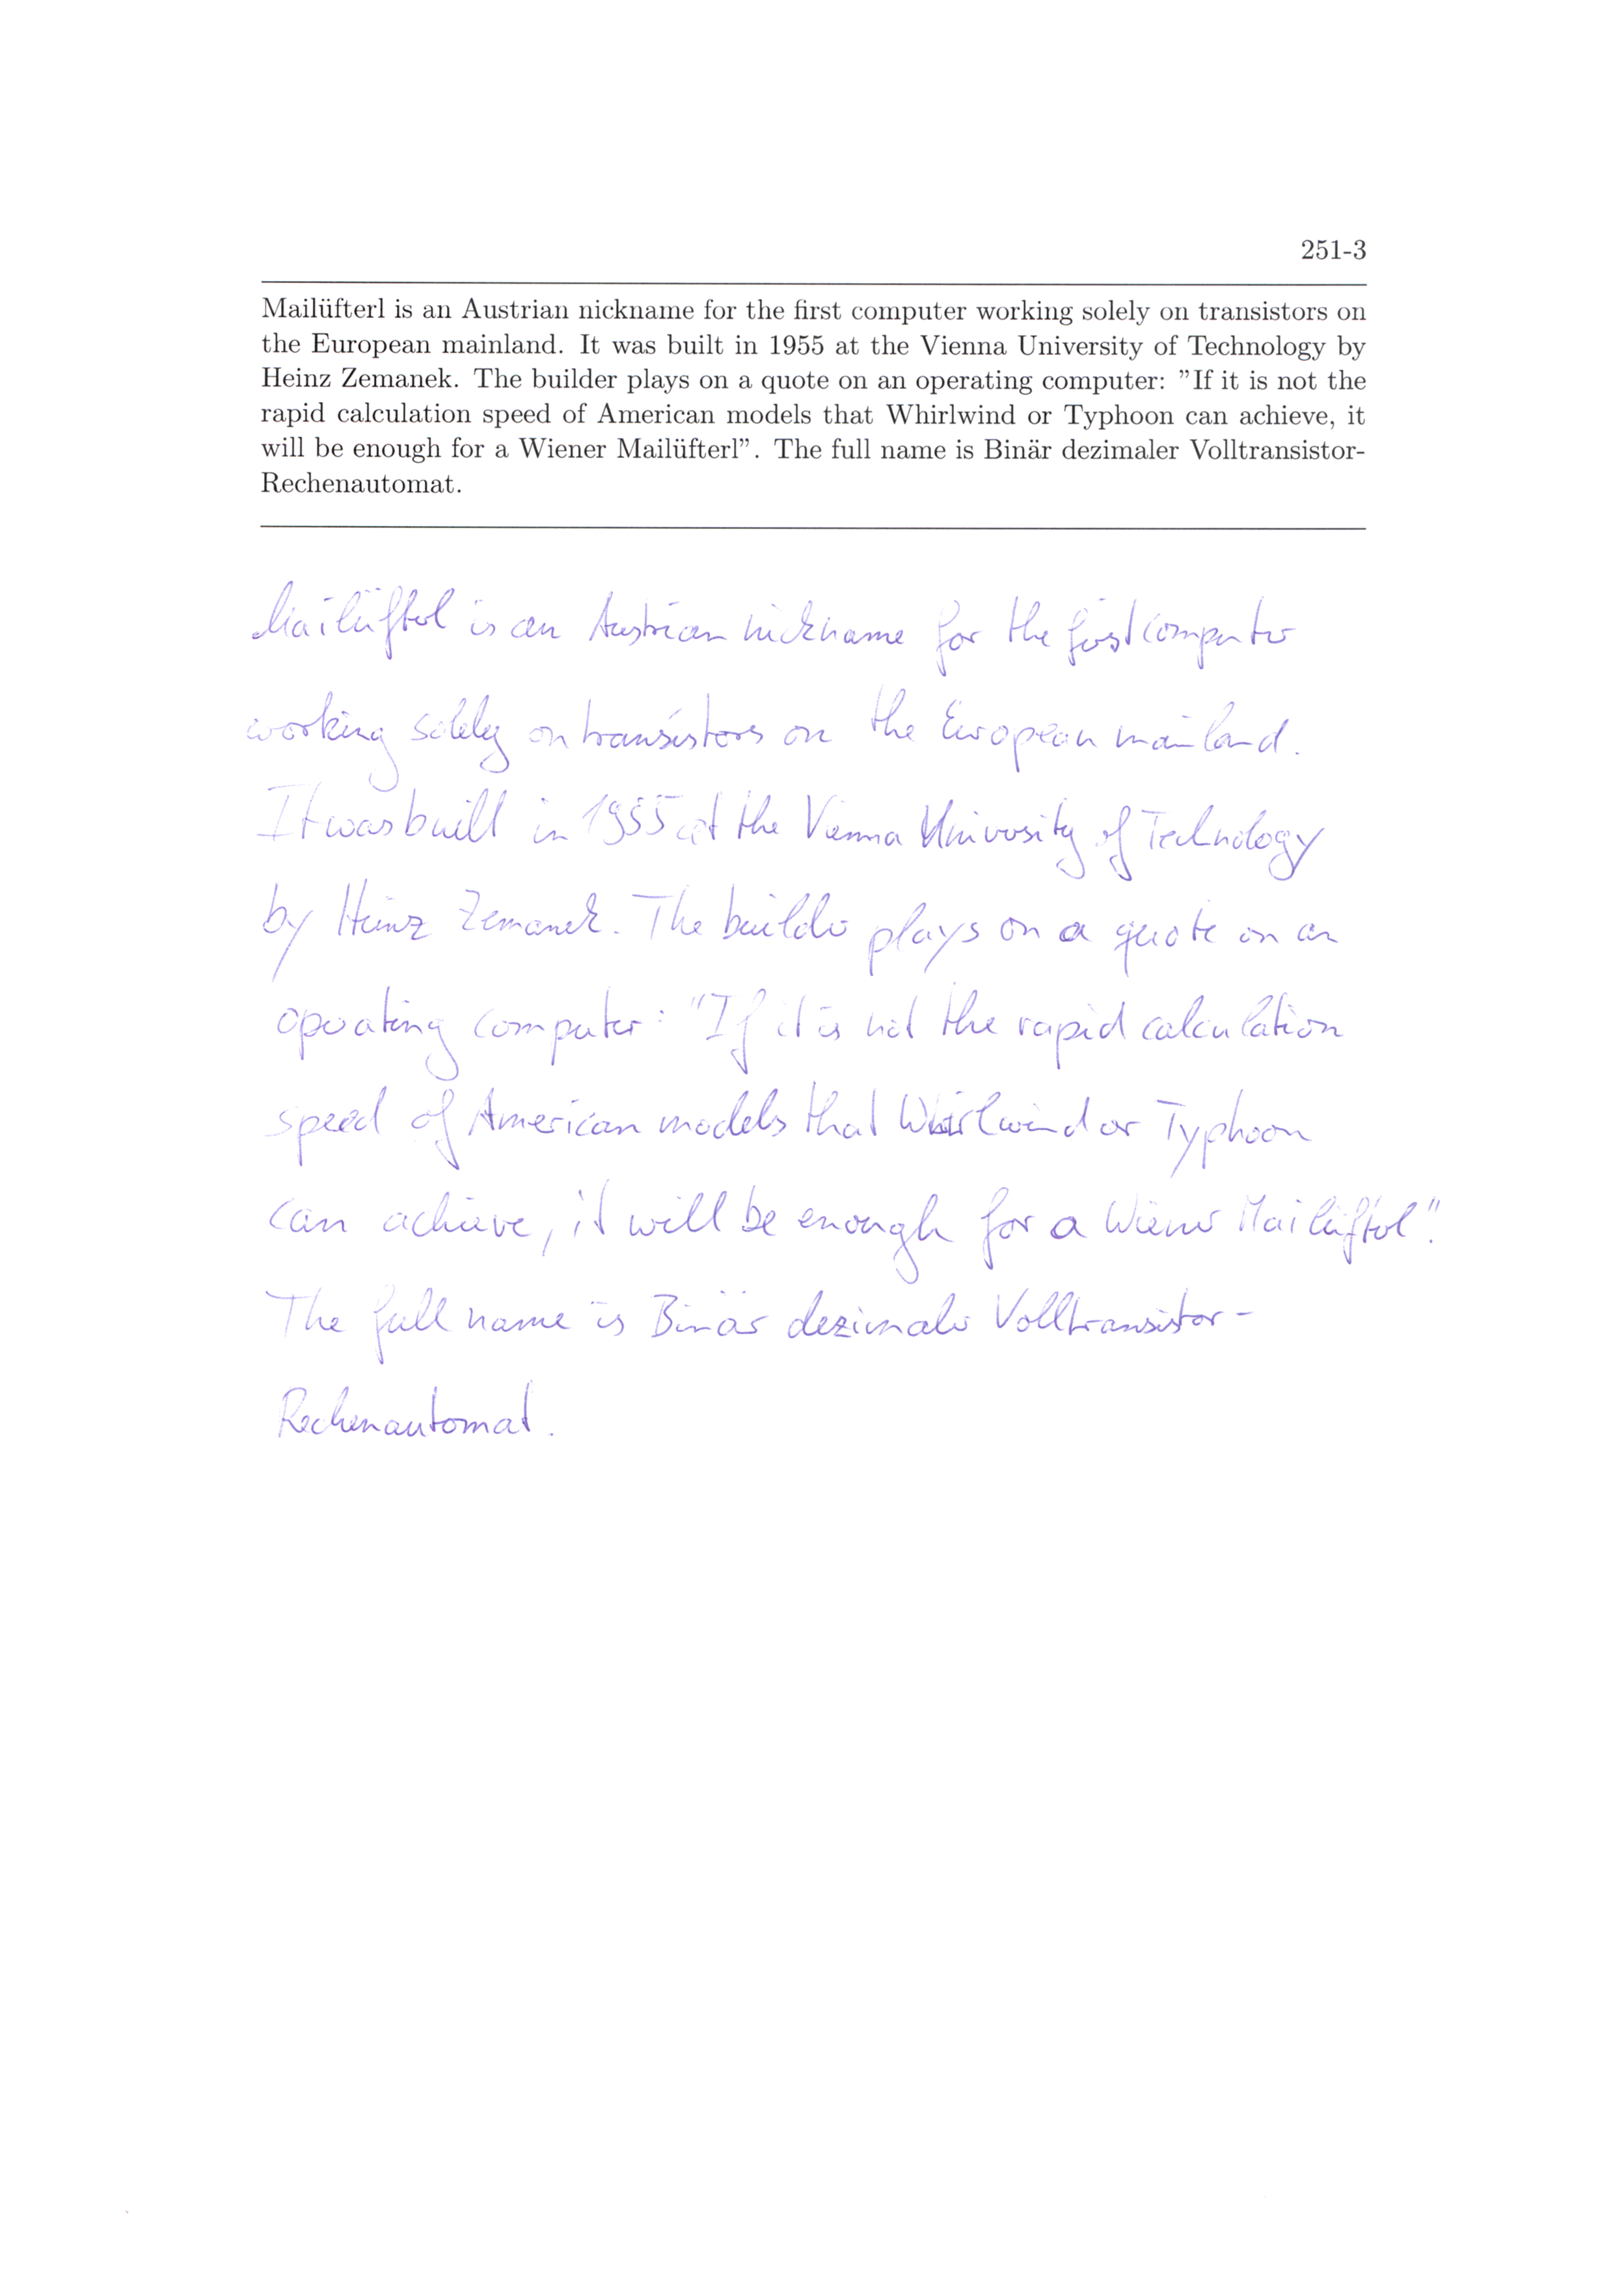 251-3
Mailüfterl is an Austrian nickname for the first computer working solely on transistors on
the European mainland. It was built in 1955 at the Vienna University of Technology by
Heinz Zemanek. The builder plays on a quote on an operating computer: ”If it is not the
rapid calculation speed of American models that Whirlwind or Typhoon can achieve, it
will be enough for a Wiener Mailüfterl”. The full name is Binär dezimaler Volltransistor-
Rechenautomat.
Mailüfterl is an Austrian nickname for the first computer
working solely on transistors on the European mainland.
It was built in 1955 at the Vienna University of Technology
by Heinz Zemanek. The builder plays on a quote on an
operating computer: "If it is not the rapid calculation
speed of American models that Whirlwind or Typhoon
can achieve, it will be enough for a Wiener Mailüfterl".
The full name is Binär dezimaler Volltransistor-
Rechenautomat.